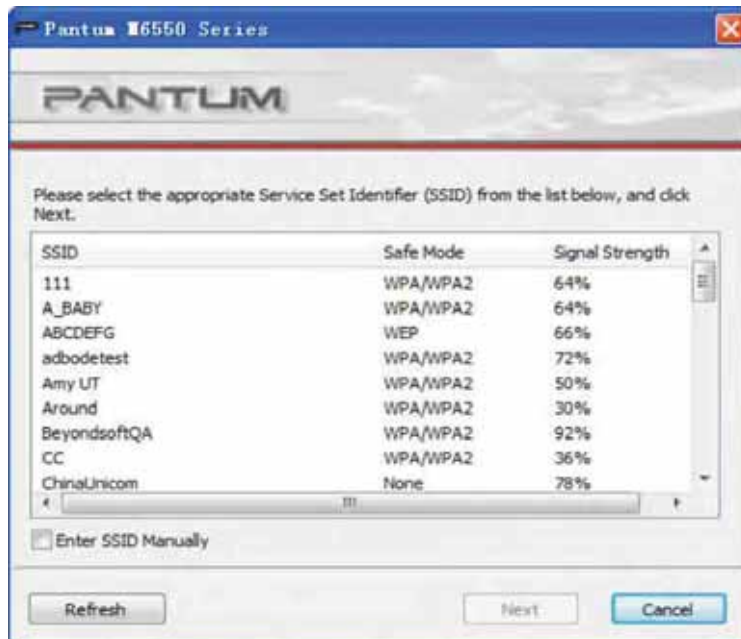 Pantum M6550 Series
PANTUM
Please select the appropriate Service Set Identifier (SSID) from the list below, and click
Next.
SSID Safe Mode Signal Strength
111 WPA/WPA2 64%
A_BABY WPA/WPA2 64%
ABCDEFG WEP 66%
adbodetest WPA/WPA2 72%
Amy UT WPA/WPA2 50%
Around WPA/WPA2 30%
BeyondsoftQA WPA/WPA2 92%
CC WPA/WPA2 36%
ChinaUnicom None 78%
Enter SSID Manually
Refresh Next Cancel